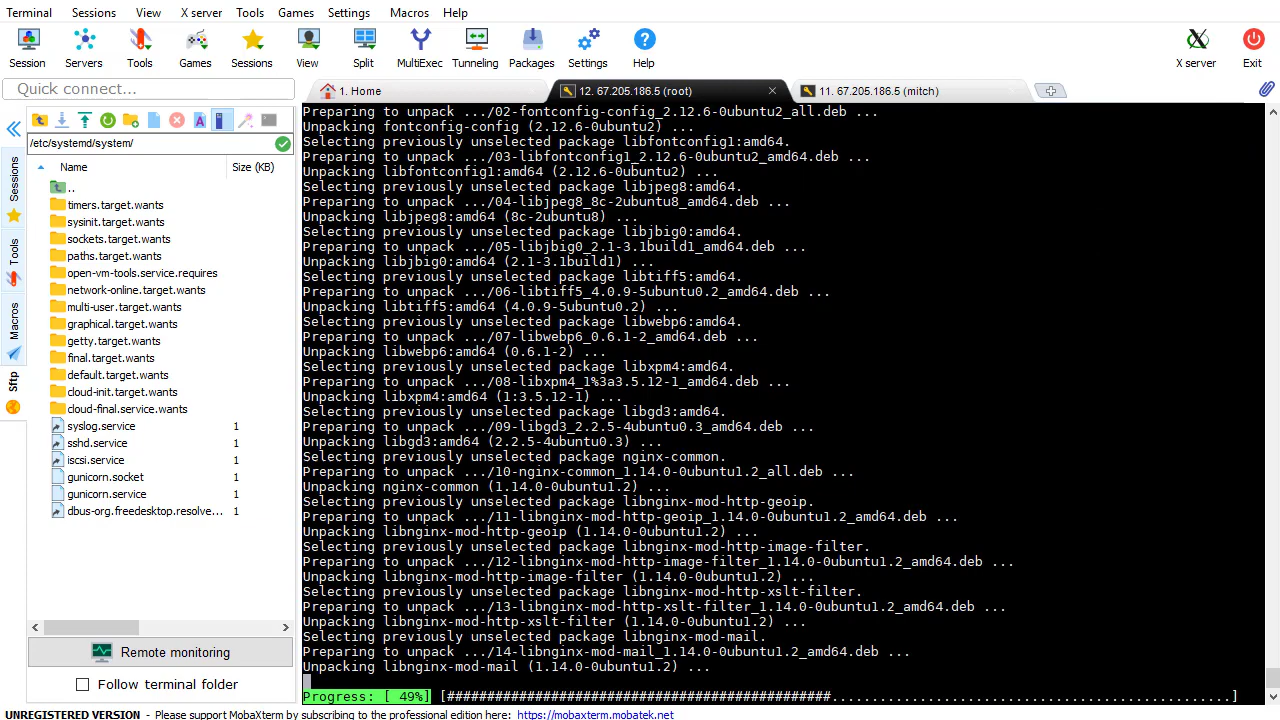 Terminal Sessions View X server Tools Games Settings Macros Help
Session Servers Tools Games Sessions View Split MultiExec Tunneling Packages Settings Help X server Exit
Quick connect...
1. Home
12. 67.205.186.5 (root)
11. 67.205.186.5 (mitch)
Sessions
Tools
Macros
Sftp
/etc/systemd/system/
Name Size (KB)
..
timers.target.wants
sysinit.target.wants
sockets.target.wants
paths.target.wants
open-vm-tools.service.requires
network-online.target.wants
multi-user.target.wants
graphical.target.wants
getty.target.wants
final.target.wants
default.target.wants
cloud-init.target.wants
cloud-final.service.wants
syslog.service 1
sshd.service 1
iscsi.service 1
gunicorn.socket 1
gunicorn.service 1
dbus-org.freedesktop.resolve... 1
Remote monitoring
Follow terminal folder
Preparing to unpack .../02-fontconfig-config_2.12.6-0ubuntu2_all.deb ...
Unpacking fontconfig-config (2.12.6-0ubuntu2) ...
Selecting previously unselected package libfontconfig1:amd64.
Preparing to unpack .../03-libfontconfig1_2.12.6-0ubuntu2_amd64.deb ...
Unpacking libfontconfig1:amd64 (2.12.6-0ubuntu2) ...
Selecting previously unselected package libjpeg8:amd64.
Preparing to unpack .../04-libjpeg8_8c-2ubuntu8_amd64.deb ...
Unpacking libjpeg8:amd64 (8c-2ubuntu8) ...
Selecting previously unselected package libjbig0:amd64.
Preparing to unpack .../05-libjbig0_2.1-3.1build1_amd64.deb ...
Unpacking libjbig0:amd64 (2.1-3.1build1) ...
Selecting previously unselected package libtiff5:amd64.
Preparing to unpack .../06-libtiff5_4.0.9-5ubuntu0.2_amd64.deb ...
Unpacking libtiff5:amd64 (4.0.9-5ubuntu0.2) ...
Selecting previously unselected package libwebp6:amd64.
Preparing to unpack .../07-libwebp6_0.6.1-2_amd64.deb ...
Unpacking libwebp6:amd64 (0.6.1-2) ...
Selecting previously unselected package libxpm4:amd64.
Preparing to unpack .../08-libxpm4_1%3a3.5.12-1_amd64.deb ...
Unpacking libxpm4:amd64 (1:3.5.12-1) ...
Selecting previously unselected package libgd3:amd64.
Preparing to unpack .../09-libgd3_2.2.5-4ubuntu0.3_amd64.deb ...
Unpacking libgd3:amd64 (2.2.5-4ubuntu0.3) ...
Selecting previously unselected package nginx-common.
Preparing to unpack .../10-nginx-common_1.14.0-0ubuntu1.2_all.deb ...
Unpacking nginx-common (1.14.0-0ubuntu1.2) ...
Selecting previously unselected package libnginx-mod-http-geoip.
Preparing to unpack .../11-libnginx-mod-http-geoip_1.14.0-0ubuntu1.2_amd64.deb ...
Unpacking libnginx-mod-http-geoip (1.14.0-0ubuntu1.2) ...
Selecting previously unselected package libnginx-mod-http-image-filter.
Preparing to unpack .../12-libnginx-mod-http-image-filter_1.14.0-0ubuntu1.2_amd64.deb ...
Unpacking libnginx-mod-http-image-filter (1.14.0-0ubuntu1.2) ...
Selecting previously unselected package libnginx-mod-http-xslt-filter.
Preparing to unpack .../13-libnginx-mod-http-xslt-filter_1.14.0-0ubuntu1.2_amd64.deb ...
Unpacking libnginx-mod-http-xslt-filter (1.14.0-0ubuntu1.2) ...
Selecting previously unselected package libnginx-mod-mail.
Preparing to unpack .../14-libnginx-mod-mail_1.14.0-0ubuntu1.2_amd64.deb ...
Unpacking libnginx-mod-mail (1.14.0-0ubuntu1.2) ...
Progress: [ 49%] [################################################..................................................]
UNREGISTERED VERSION - Please support MobaXterm by subscribing to the professional edition here: https://mobaxterm.mobatek.net